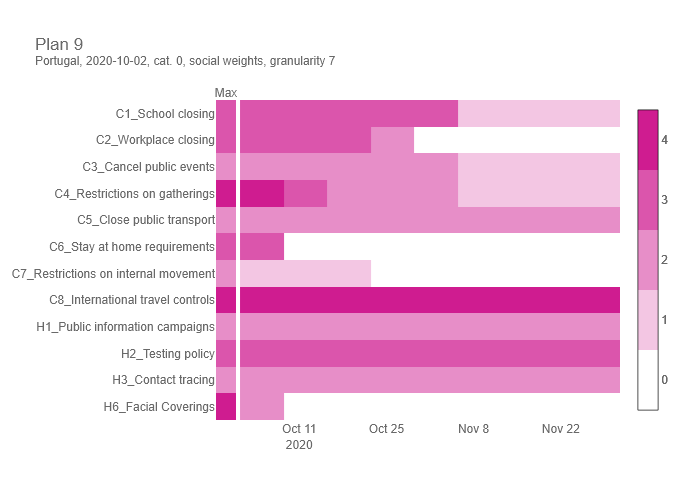 Plan 9
Portugal, 2020-10-02, cat. 0, social weights, granularity 7
Max
C1_School closing
C2_Workplace closing
C3_Cancel public events
C4_Restrictions on gatherings
C5_Close public transport
C6_Stay at home requirements
C7_Restrictions on internal movement
C8_International travel controls
H1_Public information campaigns
H2_Testing policy
H3_Contact tracing
H6_Facial Coverings
Oct 11
2020
Oct 25
Nov 8
Nov 22
4
3
2
1
0